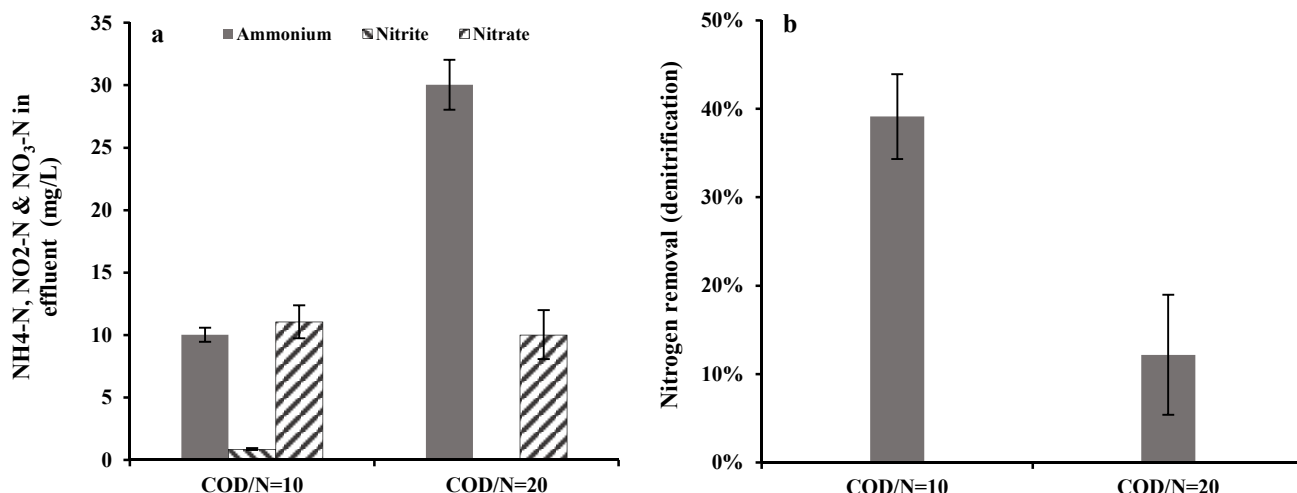 a
Ammonium Nitrite Nitrate
NH4-N, NO2-N & NO₃-N in
effluent (mg/L)
35
30
25
20
15
10
5
0
COD/N=10 COD/N=20
b
Nitrogen removal (denitrification)
50%
40%
30%
20%
10%
0%
COD/N=10 COD/N=20